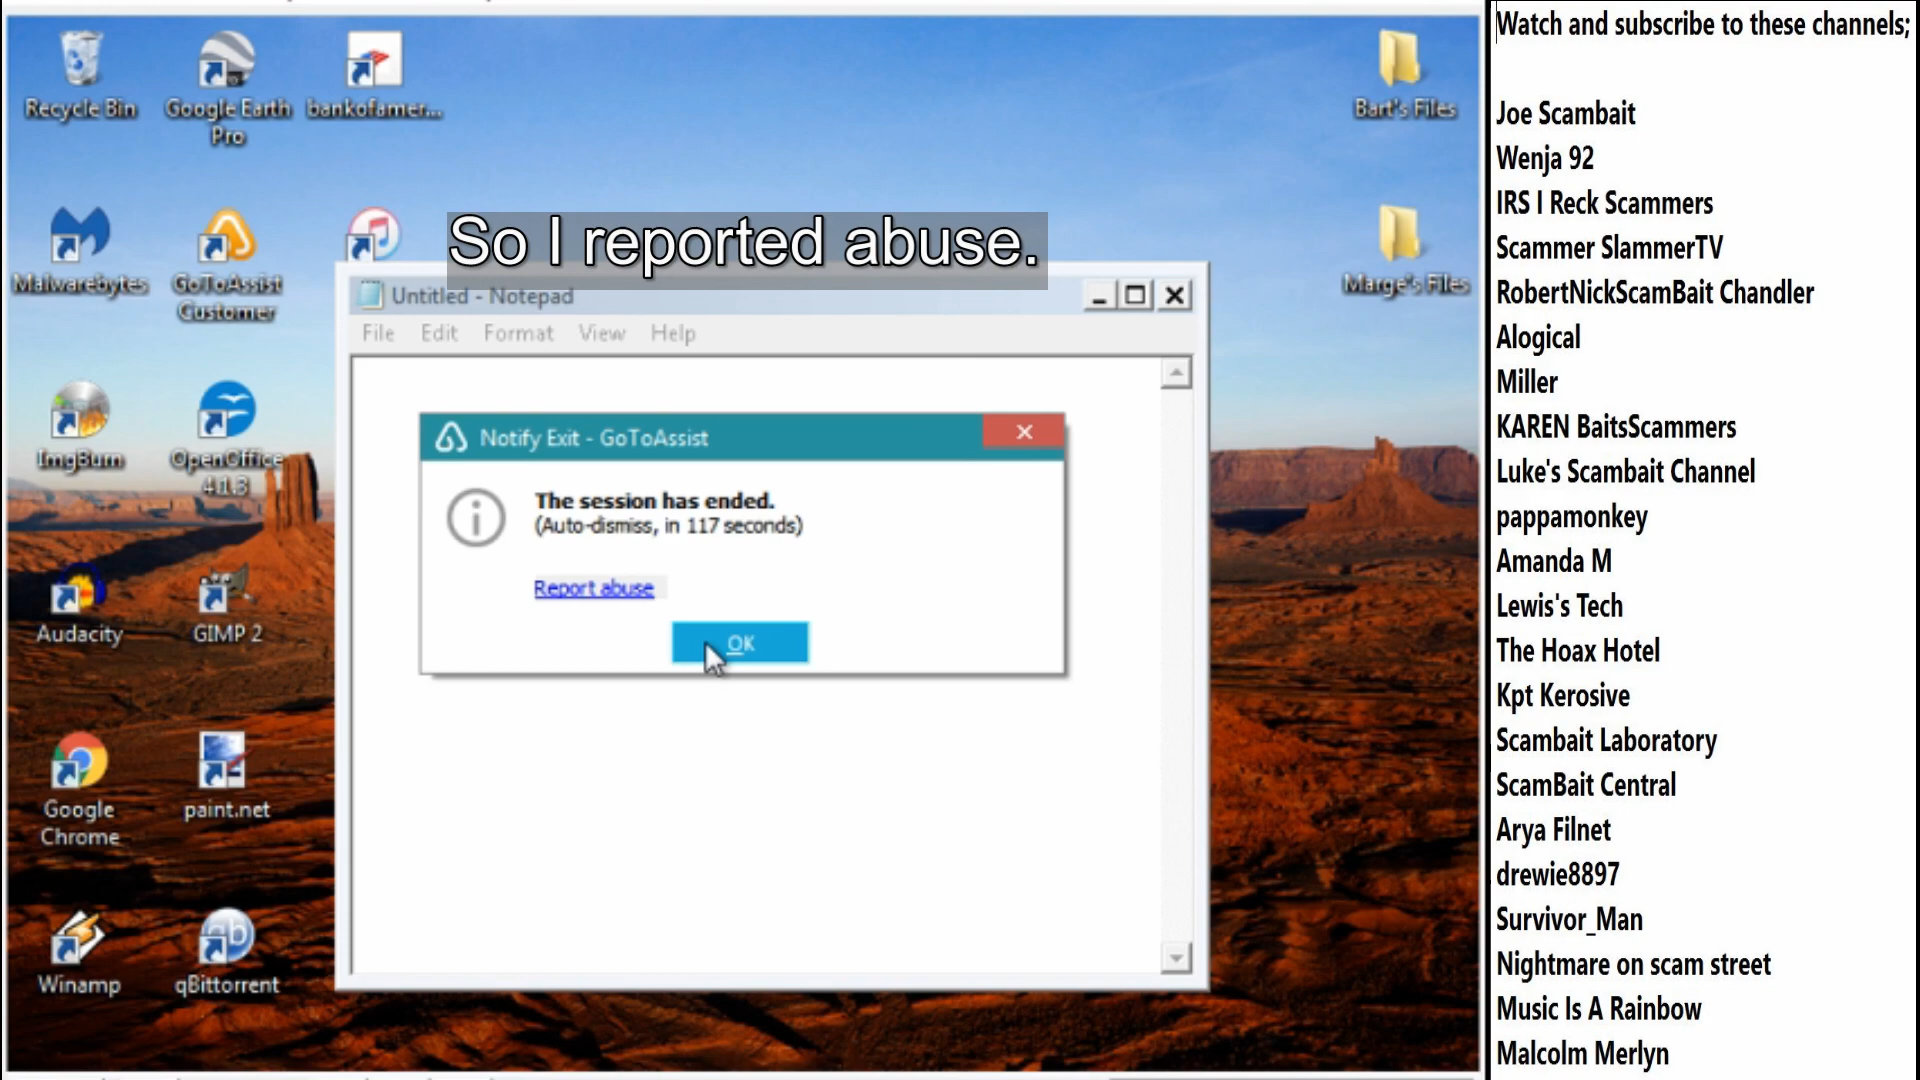 Recycle Bin
Google Earth
Pro
bankofamer...
Bart's Files
Malwarebytes
GoToAssist
Customer
Marge's Files
So I reported abuse.
Untitled - Notepad
File Edit Format View Help
Notify Exit - GoToAssist
The session has ended.
(Auto-dismiss, in 117 seconds)
Report abuse
OK
ImgBurn
OpenOffice
4.1.3
Audacity
GIMP 2
Google
Chrome
paint.net
Winamp
qBittorrent
Watch and subscribe to these channels;
Joe Scambait
Wenja 92
IRS I Reck Scammers
Scammer SlammerTV
RobertNickScamBait Chandler
Alogical
Miller
KAREN BaitsScammers
Luke's Scambait Channel
pappamonkey
Amanda M
Lewis's Tech
The Hoax Hotel
Kpt Kerosive
Scambait Laboratory
ScamBait Central
Arya Filnet
drewie8897
Survivor_Man
Nightmare on scam street
Music Is A Rainbow
Malcolm Merlyn